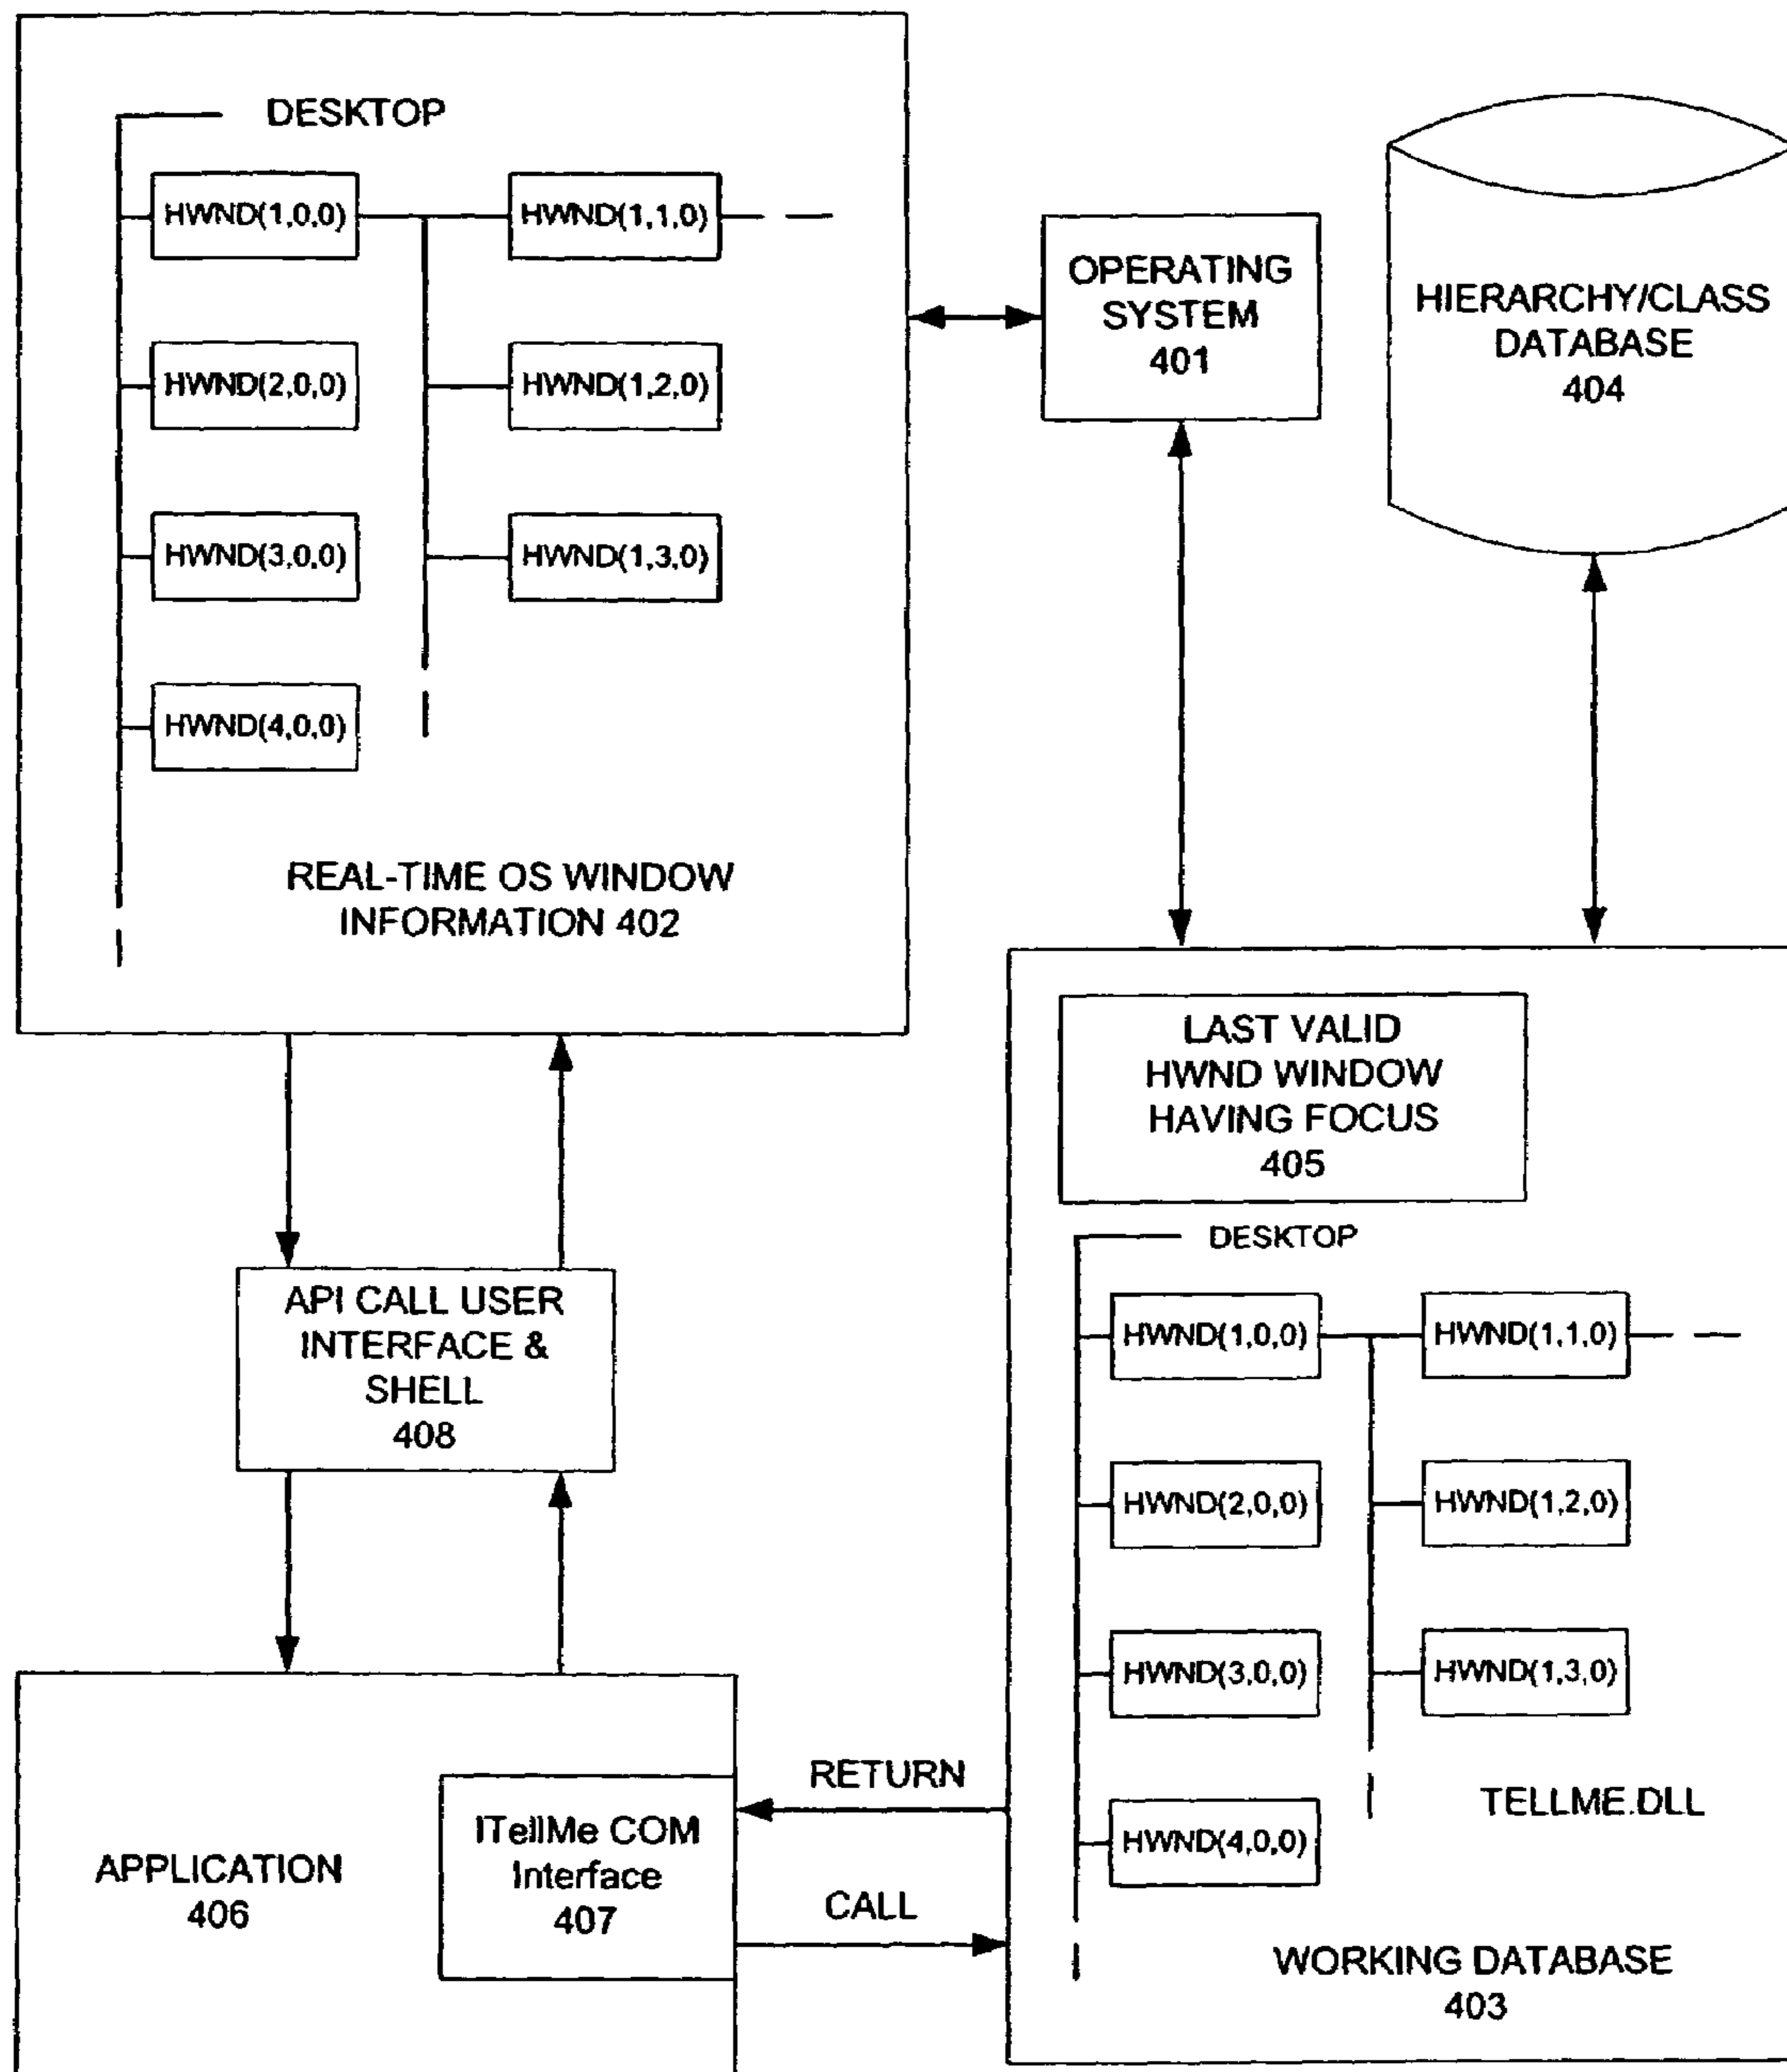 DESKTOP
HWND(1,0,0)
HWND(1,1,0)
HWND(2,0,0)
HWND(1,2,0)
HWND(3,0,0)
HWND(1,3,0)
HWND(4,0,0)
REAL-TIME OS WINDOW
INFORMATION 402
OPERATING
SYSTEM
401
HIERARCHY/CLASS
DATABASE
404
LAST VALID
HWND WINDOW
HAVING FOCUS
405
DESKTOP
HWND(1,0,0)
HWND(1,1,0)
HWND(2,0,0)
HWND(1,2,0)
HWND(3,0,0)
HWND(1,3,0)
HWND(4,0,0)
TELLME.DLL
WORKING DATABASE
403
API CALL USER
INTERFACE &
SHELL
408
APPLICATION
406
ITellMe COM
Interface
407
RETURN
CALL